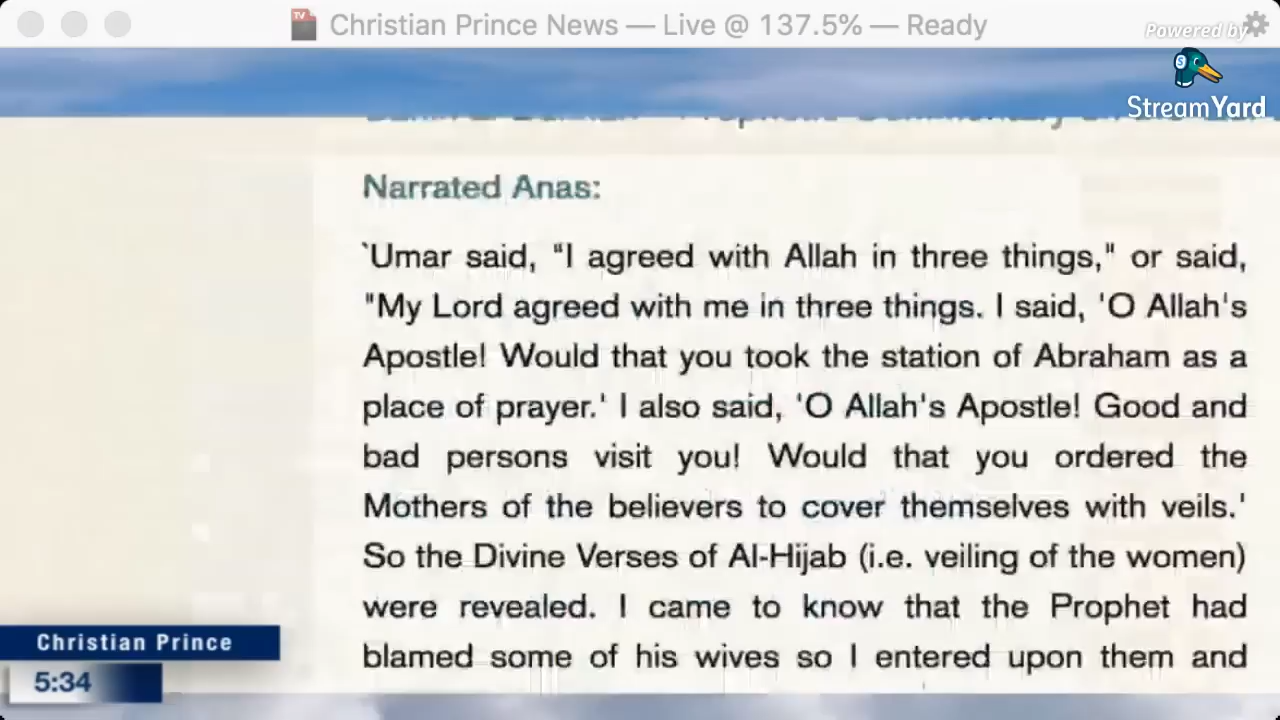 Christian Prince News — Live @ 137.5% — Ready
Powered by
StreamYard
Narrated Anas:
`Umar said, "I agreed with Allah in three things," or said,
"My Lord agreed with me in three things. I said, 'O Allah's
Apostle! Would that you took the station of Abraham as a
place of prayer.' I also said, 'O Allah's Apostle! Good and
bad persons visit you! Would that you ordered the
Mothers of the believers to cover themselves with veils.'
So the Divine Verses of Al-Hijab (i.e. veiling of the women)
were revealed. I came to know that the Prophet had
blamed some of his wives so I entered upon them and
Christian Prince
5:34